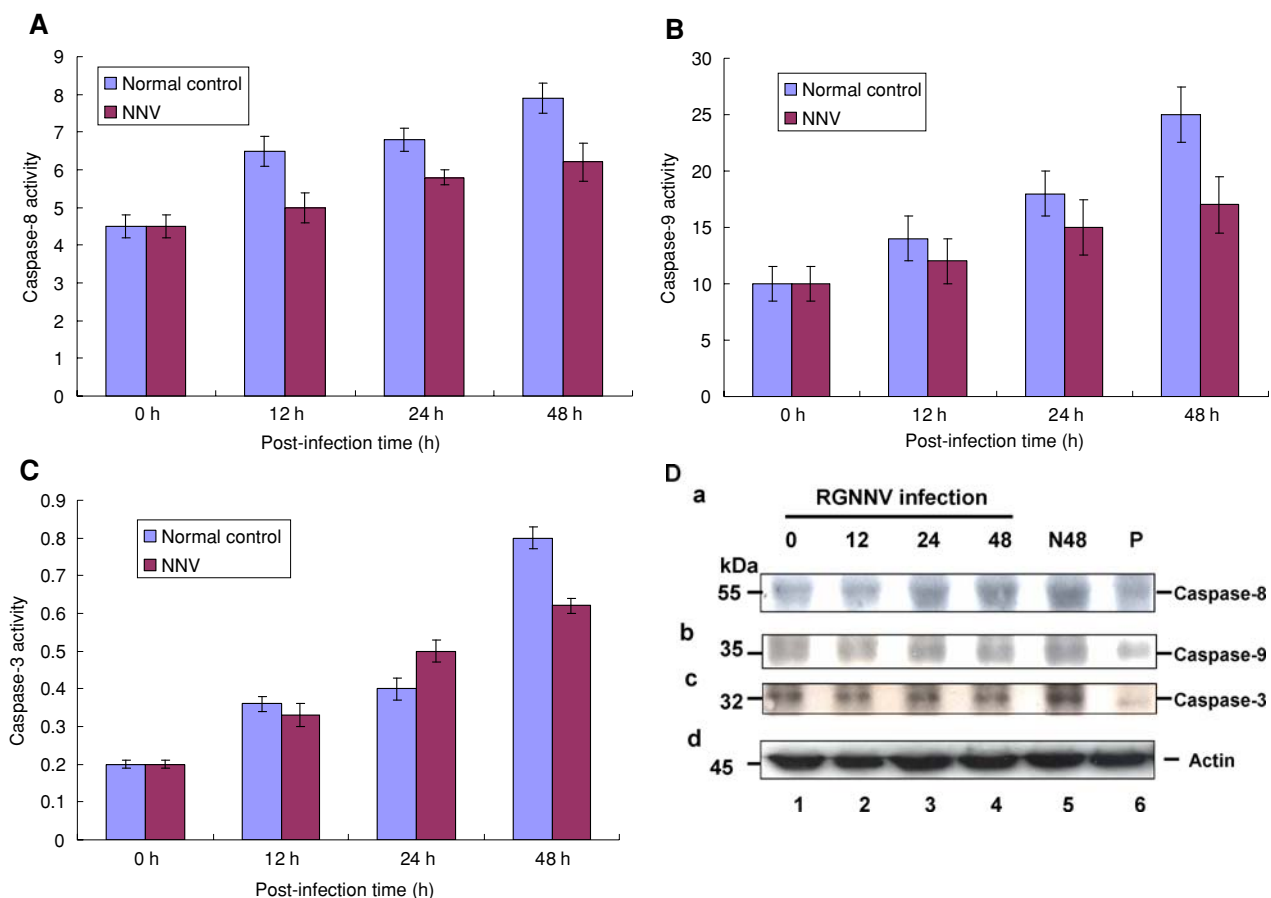 A
9
8
7
6
5
4
3
2
1
0
Caspase-8 activity
Normal control
NNV
0 h 12 h 24 h 48 h
Post-infection time (h)
B
30
25
20
15
10
5
0
Caspase-9 activity
Normal control
NNV
0 h 12 h 24 h 48 h
Post-infection time (h)
C
0.9
0.8
0.7
0.6
0.5
0.4
0.3
0.2
0.1
0
Caspase-3 activity
Normal control
NNV
0 h 12 h 24 h 48 h
Post-infection time (h)
D
a
RGNNV infection
0 12 24 48 N48 P
kDa
55 Caspase-8
b
35 Caspase-9
c
32 Caspase-3
d
45 Actin
1 2 3 4 5 6